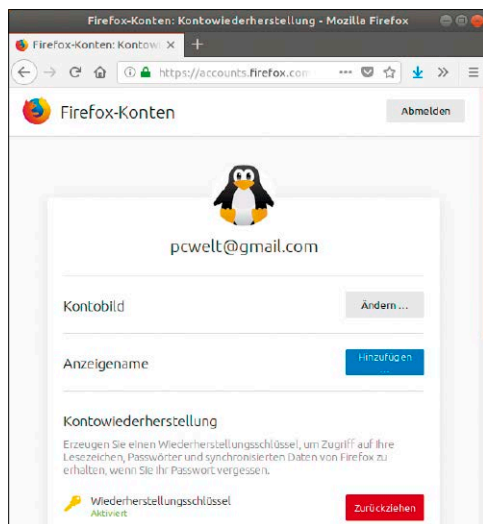 Firefox-Konten: Kontowiederherstellung - Mozilla Firefox
Firefox-Konten: Kontowi
https://accounts.firefox.com
Firefox-Konten
Abmelden
pcwelt@gmail.com
Kontobild
Ändern ...
Anzeigename
Hinzufügen
...
Kontowiederherstellung
Erzeugen Sie einen Wiederherstellungsschlüssel, um Zugriff auf Ihre
Lesezeichen, Passwörter und synchronisierten Daten von Firefox zu
erhalten, wenn Sie Ihr Passwort vergessen.
Wiederherstellungsschlüssel
Aktiviert
Zurückziehen